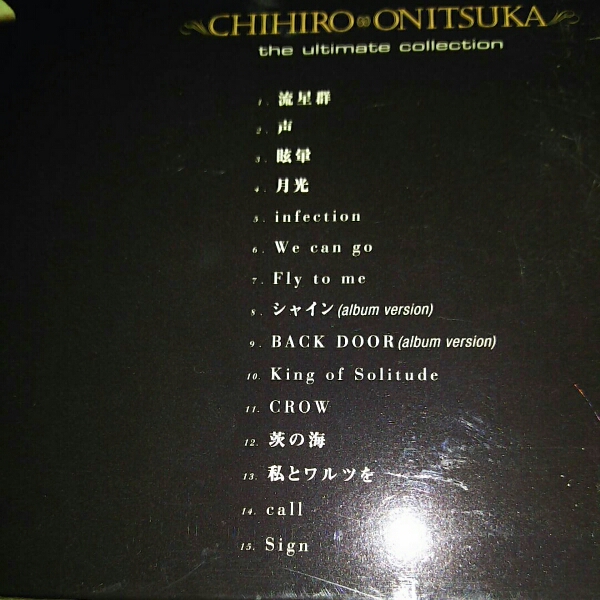 CHIHIRO ONITSUKA
the ultimate collection
1. 流星群
2. 声
3. 眩暈
4. 月光
5. infection
6. We can go
7. Fly to me
8. シャイン (album version)
9. BACK DOOR (album version)
10. King of Solitude
11. CROW
12. 茨の海
13. 私とワルツを
14. call
15. Sign